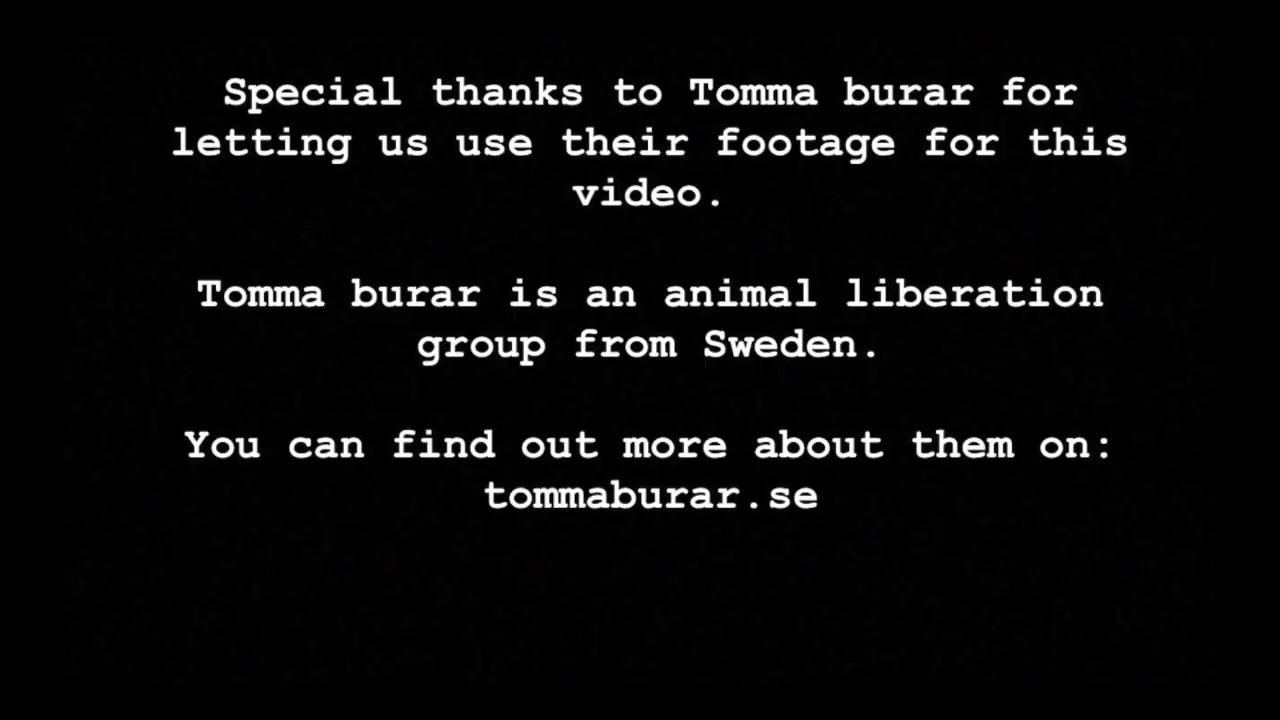 Special thanks to Tomma burar for
letting us use their footage for this
video.
Tomma burar is an animal liberation
group from Sweden.
You can find out more about them on:
tommaburar.se